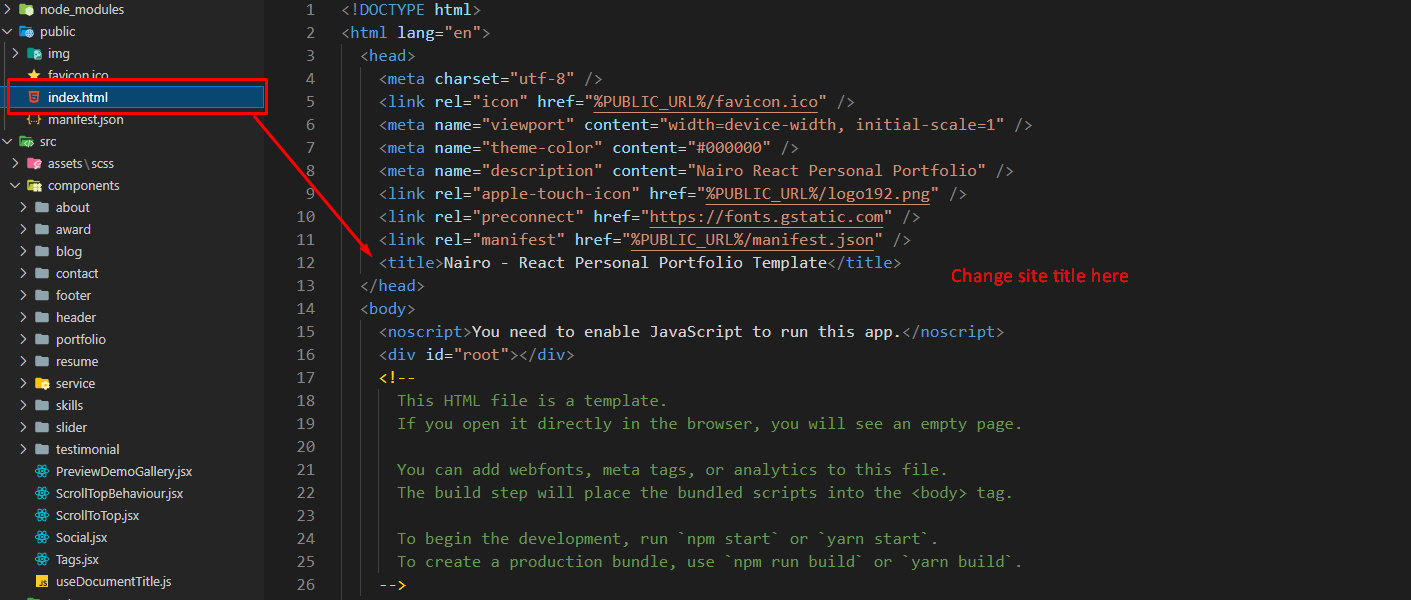 node_modules
public
img
favicon.ico
index.html
manifest.json
src
assets\scss
components
about
award
blog
contact
footer
header
portfolio
resume
service
skills
slider
testimonial
PreviewDemoGallery.jsx
ScrollTopBehaviour.jsx
ScrollToTop.jsx
Social.jsx
Tags.jsx
JS useDocumentTitle.js
1 <!DOCTYPE html>
2 <html lang="en">
3 <head>
4 <meta charset="utf-8" />
5 <link rel="icon" href="%PUBLIC_URL%/favicon.ico" />
6 <meta name="viewport" content="width=device-width, initial-scale=1" />
7 <meta name="theme-color" content="#000000" />
8 <meta name="description" content="Nairo React Personal Portfolio" />
9 <link rel="apple-touch-icon" href="%PUBLIC_URL%/logo192.png" />
10 <link rel="preconnect" href="https://fonts.gstatic.com" />
11 <link rel="manifest" href="%PUBLIC_URL%/manifest.json" />
12 <title>Nairo - React Personal Portfolio Template</title>
Change site title here
13 </head>
14 <body>
15 <noscript>You need to enable JavaScript to run this app.</noscript>
16 <div id="root"></div>
17 <!--
18 This HTML file is a template.
19 If you open it directly in the browser, you will see an empty page.
20
21 You can add webfonts, meta tags, or analytics to this file.
22 The build step will place the bundled scripts into the <body> tag.
23
24 To begin the development, run `npm start` or `yarn start`.
25 To create a production bundle, use `npm run build` or `yarn build`.
26 -->